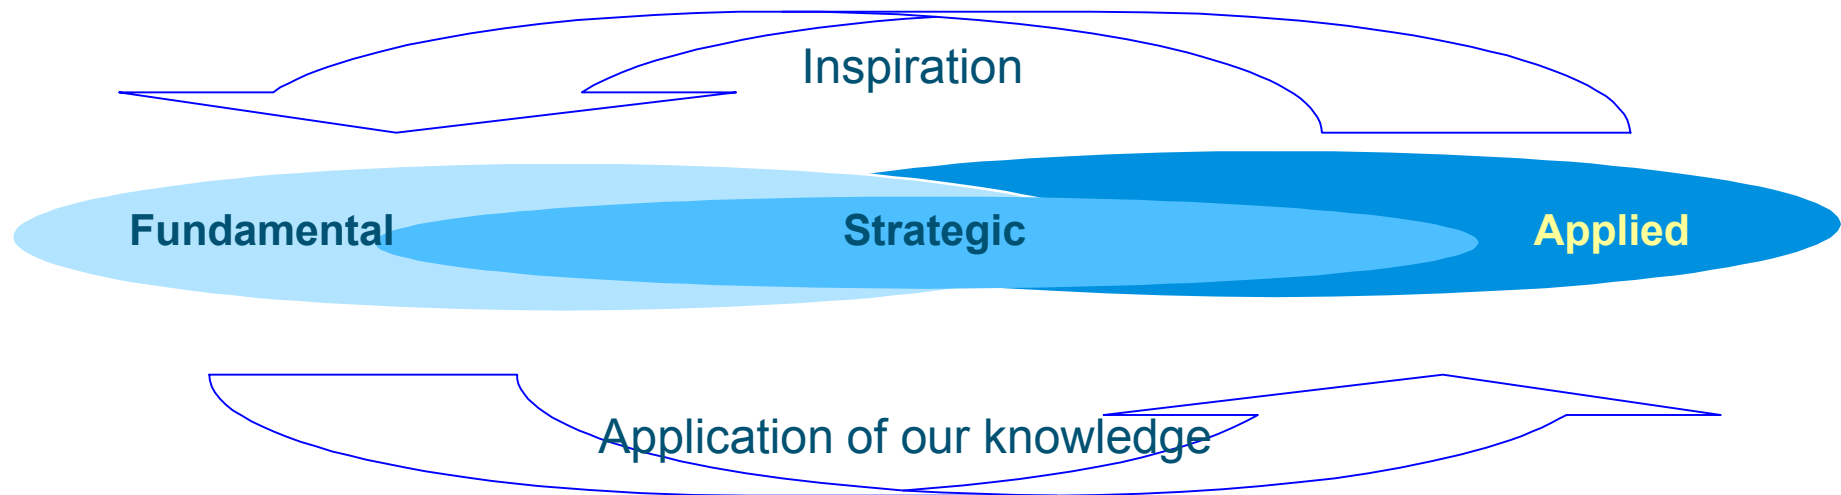 Inspiration
Fundamental Strategic Applied
Application of our knowledge